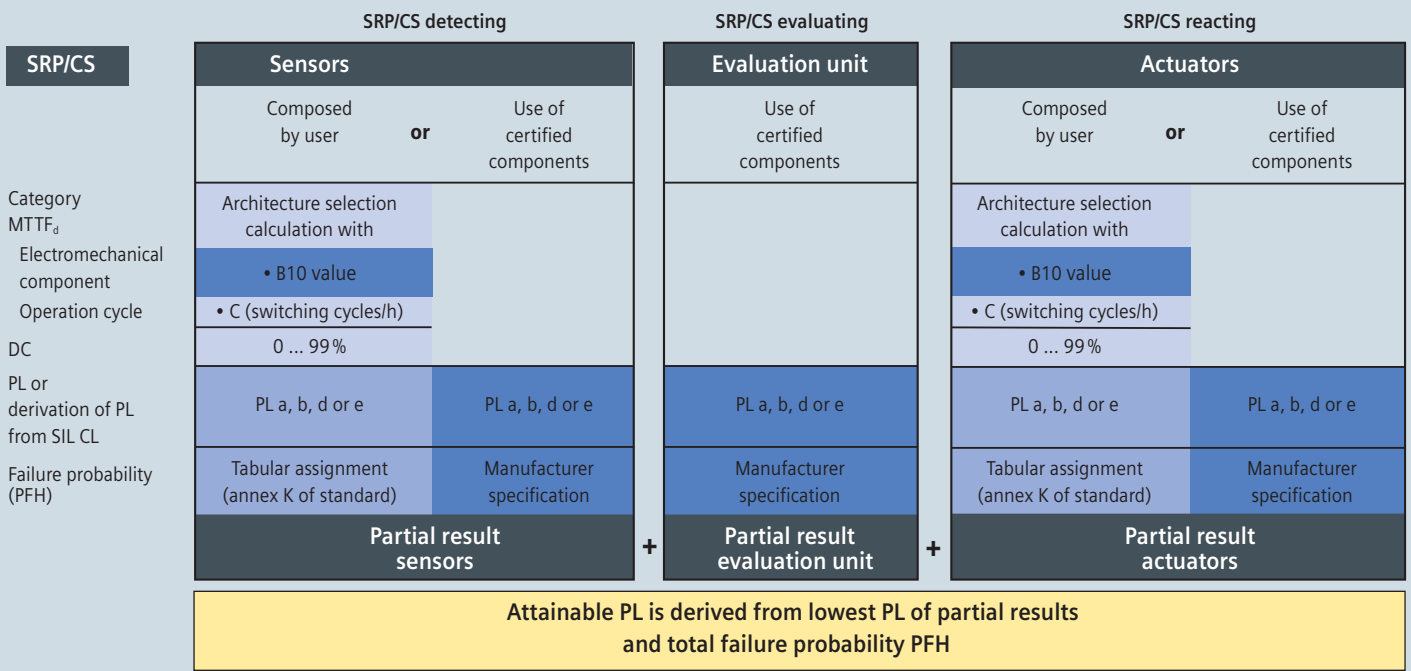 SRP/CS detecting
SRP/CS evaluating
SRP/CS reacting
SRP/CS
Sensors
Evaluation unit
Actuators
Composed
by user
or
Use of
certified
components
Use of
certified
components
Composed
by user
or
Use of
certified
components
Category
MTTFd
Electromechanical
component
Operation cycle
Architecture selection
calculation with
• B10 value
• C (switching cycles/h)
Architecture selection
calculation with
• B10 value
• C (switching cycles/h)
DC
0 ... 99 %
0 ... 99 %
PL or
derivation of PL
from SIL CL
PL a, b, d or e
PL a, b, d or e
PL a, b, d or e
PL a, b, d or e
PL a, b, d or e
Failure probability
(PFH)
Tabular assignment
(annex K of standard)
Manufacturer
specification
Manufacturer
specification
Tabular assignment
(annex K of standard)
Manufacturer
specification
Partial result
sensors
+
Partial result
evaluation unit
+
Partial result
actuators
Attainable PL is derived from lowest PL of partial results
and total failure probability PFH